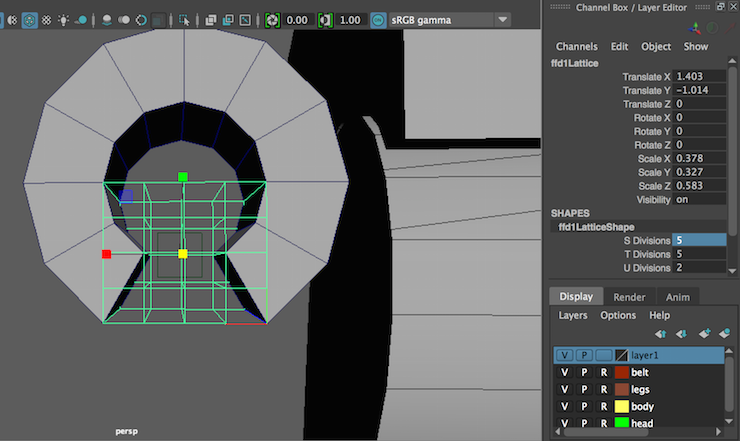 Channel Box / Layer Editor
0.00 1.00 ON sRGB gamma
Channels Edit Object Show
ffd1Lattice
Translate X 1.403
Translate Y -1.014
Translate Z 0
Rotate X 0
Rotate Y 0
Rotate Z 0
Scale X 0.378
Scale Y 0.327
Scale Z 0.583
Visibility on
SHAPES
ffd1LatticeShape
S Divisions 5
T Divisions 5
U Divisions 2
Display Render Anim
Layers Options Help
V P layer1
V P R belt
V P R legs
V P R body
V P R head
persp